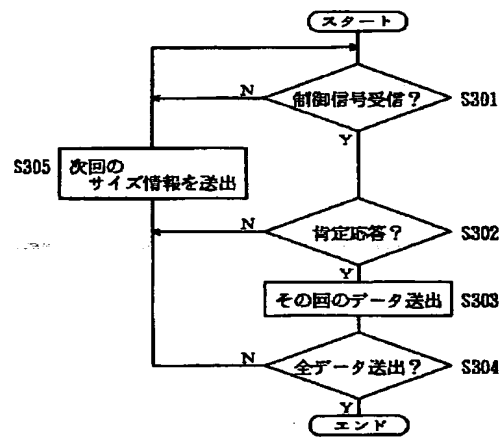 スタート
制御信号受信？
S301
N
Y
S305
次回の
サイズ情報を送出
肯定応答？
S302
N
Y
その回のデータ送出
S303
全データ送出？
S304
N
Y
エンド